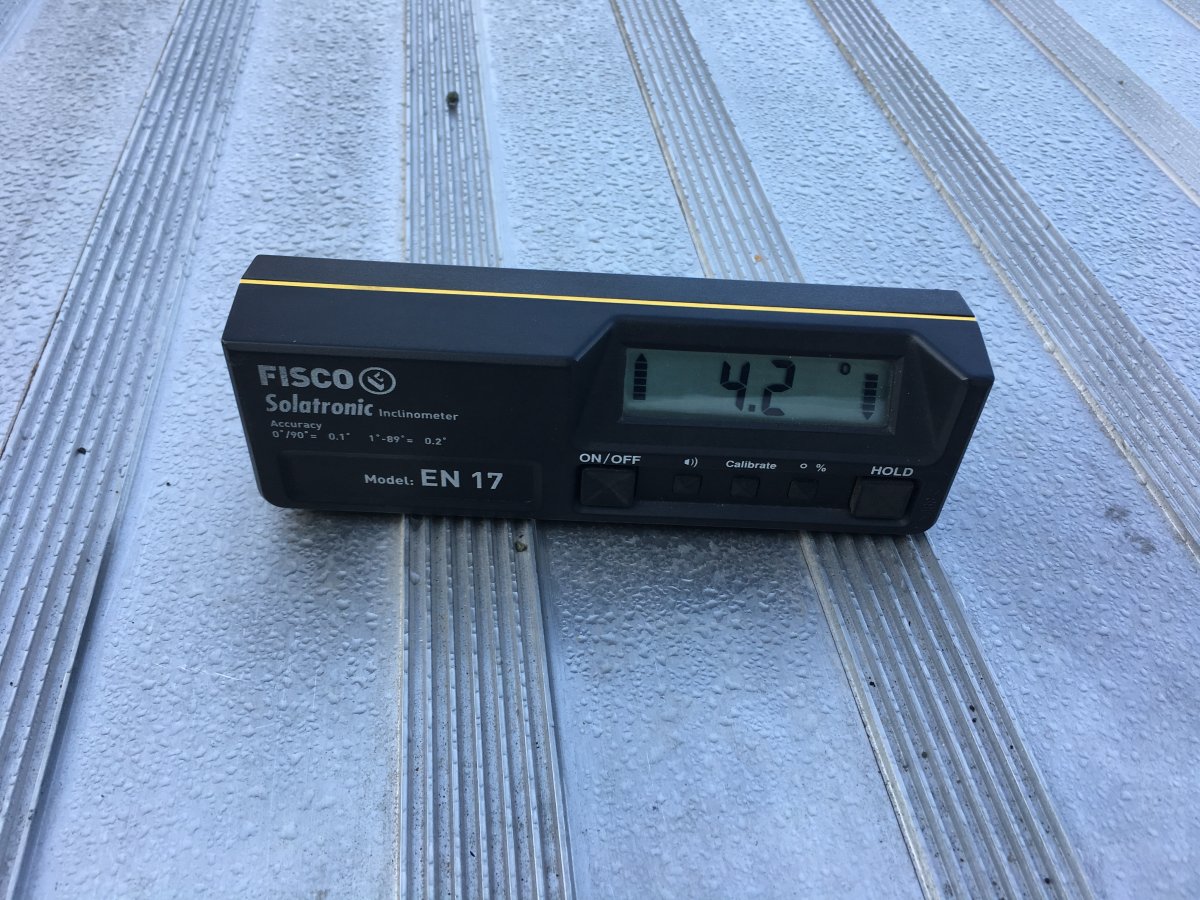 FISCO
Solatronic Inclinometer
Accuracy
0°/90°= 0.1° 1°-89°= 0.2°
Model: EN 17
4.2 °
ON/OFF
Calibrate
° %
HOLD